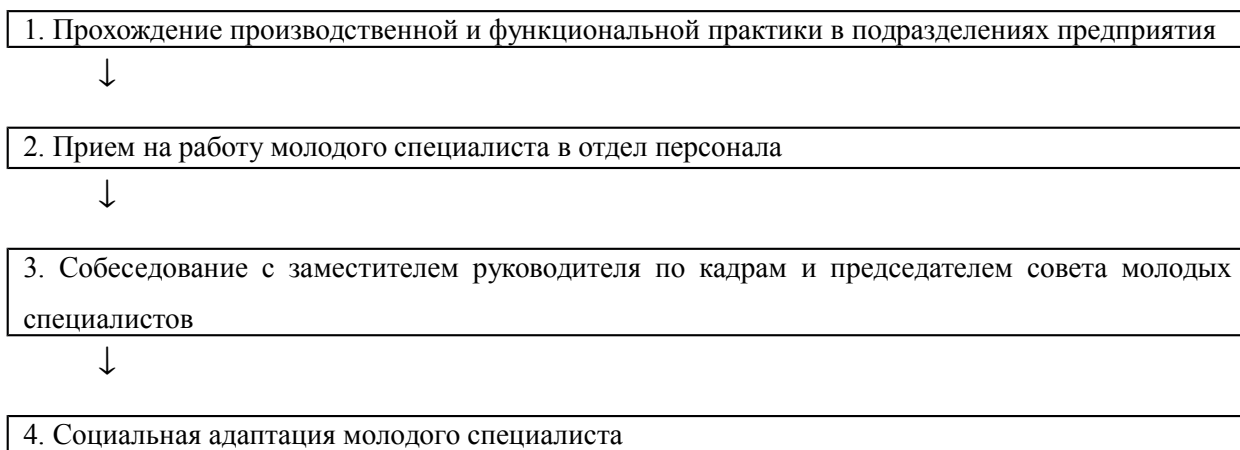 1. Прохождение производственной и функциональной практики в подразделениях предприятия
↓
2. Прием на работу молодого специалиста в отдел персонала
↓
3. Собеседование с заместителем руководителя по кадрам и председателем совета молодых
специалистов
↓
4. Социальная адаптация молодого специалиста